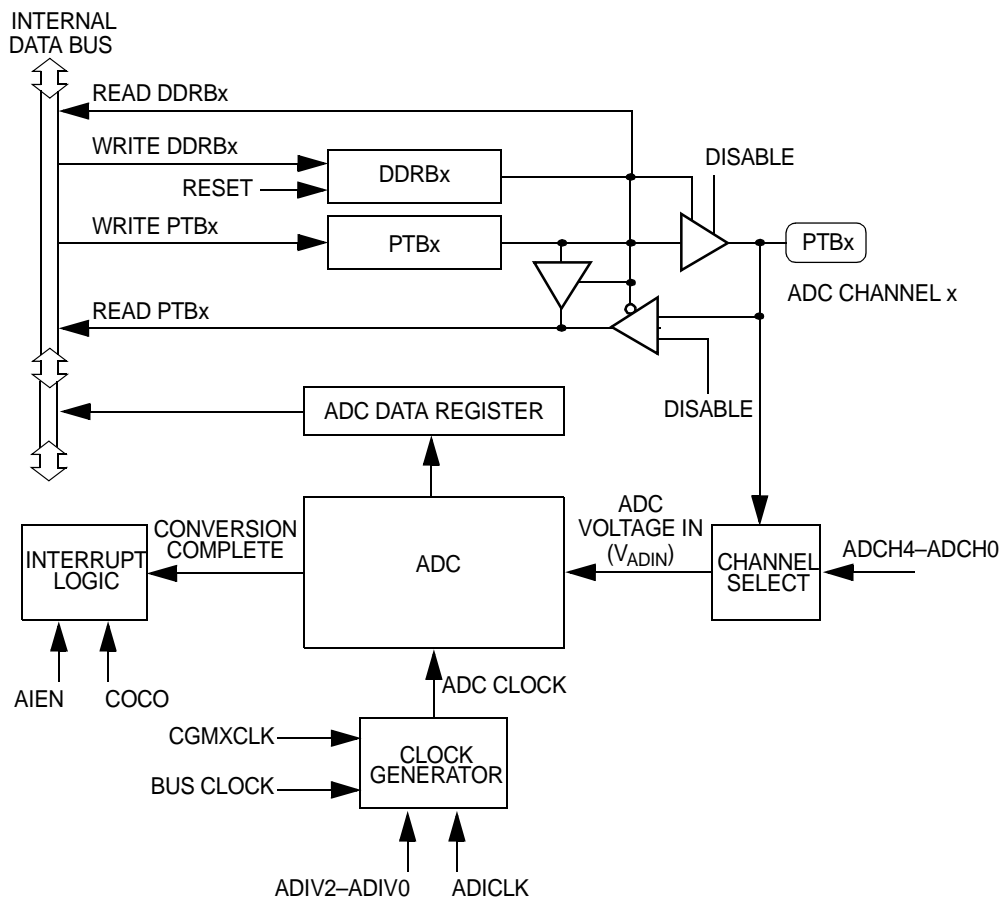 INTERNAL
DATA BUS
READ DDRBx
WRITE DDRBx
DDRBx
DISABLE
RESET
WRITE PTBx
PTBx
PTBx
ADC CHANNEL x
READ PTBx
DISABLE
ADC DATA REGISTER
CONVERSION
COMPLETE
INTERRUPT
LOGIC
ADC
ADC
VOLTAGE IN
(VADIN)
CHANNEL
SELECT
ADCH4–ADCH0
AIEN
COCO
ADC CLOCK
CGMXCLK
BUS CLOCK
CLOCK
GENERATOR
ADIV2–ADIV0
ADICLK